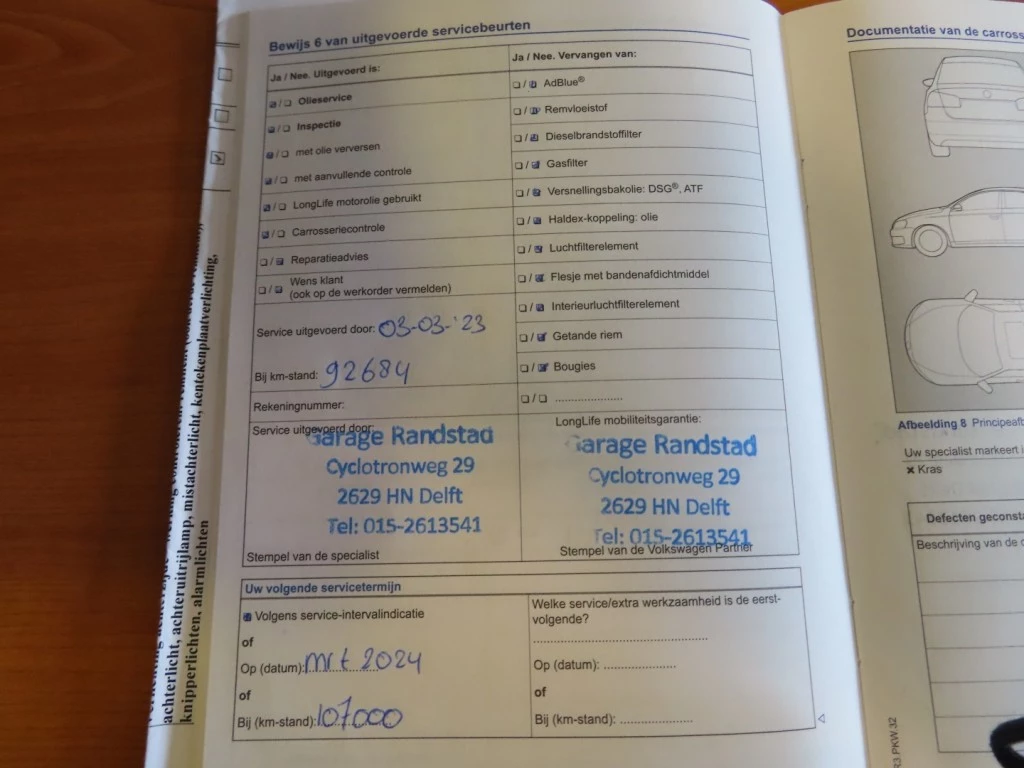 Bewijs 6 van uitgevoerde servicebeurten
Ja / Nee. Uitgevoerd is:
Olieservice
Inspectie
met olie verversen
met aanvullende controle
LongLife motorolie gebruikt
Carrosseriecontrole
Reparatieadvies
Wens klant
(ook op de werkorder vermelden)
Service uitgevoerd door: 03-03-'23
Bij km-stand: 92684
Rekeningnummer:
Service uitgevoerd door:
Garage Randstad
Cyclotronweg 29
2629 HN Delft
Tel: 015-2613541
Stempel van de specialist
Ja / Nee. Vervangen van:
AdBlue®
Remvloeistof
Dieselbrandstoffilter
Gasfilter
Versnellingsbakolie: DSG®, ATF
Haldex-koppeling: olie
Luchtfilterelement
Flesje met bandenafdichtmiddel
Interieurluchtfilterelement
Getande riem
Bougies
LongLife mobiliteitsgarantie:
Garage Randstad
Cyclotronweg 29
2629 HN Delft
Tel: 015-2613541
Stempel van de Volkswagen Partner
Uw volgende servicetermijn
Volgens service-intervalindicatie
of
Op (datum): mrt 2024
of
Bij (km-stand): 107000
Welke service/extra werkzaamheid is de eerst-
volgende?
Op (datum):
of
Bij (km-stand):
achterlicht, achteruitrijlamp, mistachterlicht, kentekenplaatverlichting,
knipperlichten, alarmlichten
Documentatie van de carross
Afbeelding 8 Principeafb
Uw specialist markeert
Kras
Defecten geconsta
Beschrijving van de
R3.PKW.32